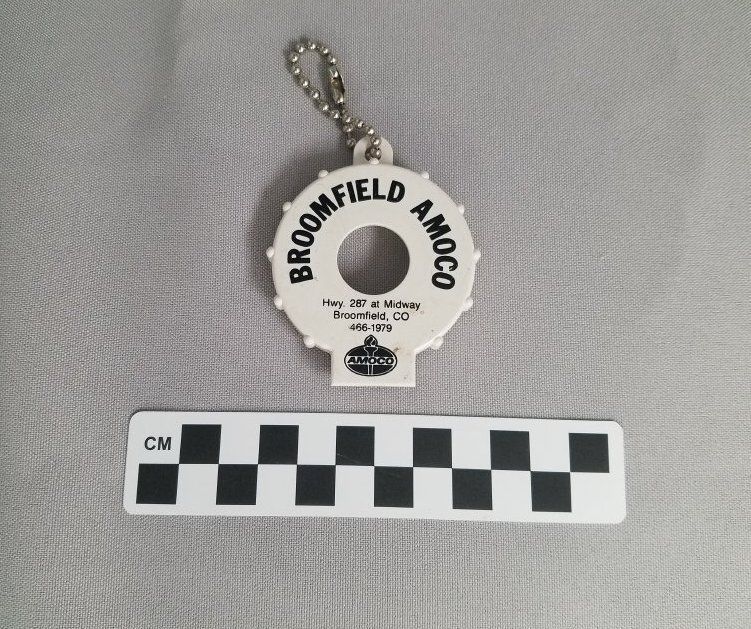 BROOMFIELD AMOCO
Hwy. 287 at Midway
Broomfield, CO
466-1979
AMOCO
CM